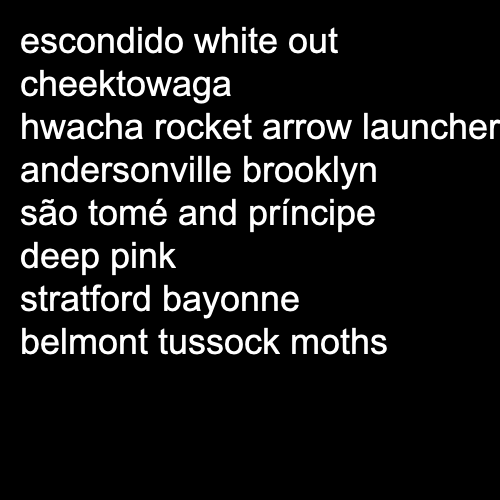 escondido white out
cheektowaga
hwacha rocket arrow launcher
andersonville brooklyn
são tomé and príncipe
deep pink
stratford bayonne
belmont tussock moths